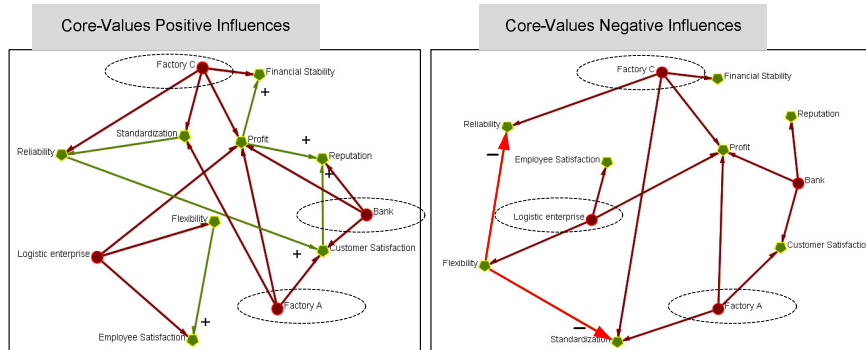 Core-Values Positive Influences
Factory C
Financial Stability
+
Standardization
Profit
+
Reliability
Reputation
+
Flexibility
Bank
Logistic enterprise
+
Customer Satisfaction
Factory A
+
Employee Satisfaction
Core-Values Negative Influences
Factory C
Financial Stability
Reputation
Reliability
−
Employee Satisfaction
Profit
Bank
Logistic enterprise
Customer Satisfactio
Flexibility
Factory A
−
Standardization